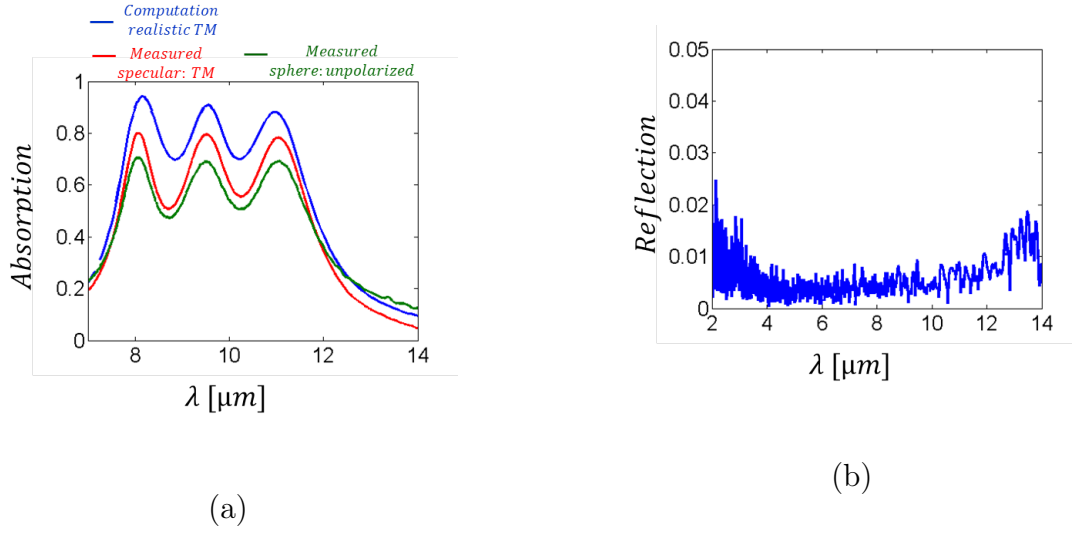 Computation
realistic TM
Measured
specular: TM
Measured
sphere: unpolarized
1
0.8
0.6
0.4
0.2
0
8 10 12 14
Absorption
λ [μm]
(a)
0.05
0.04
0.03
0.02
0.01
0
2 4 6 8 10 12 14
Reflection
λ [μm]
(b)